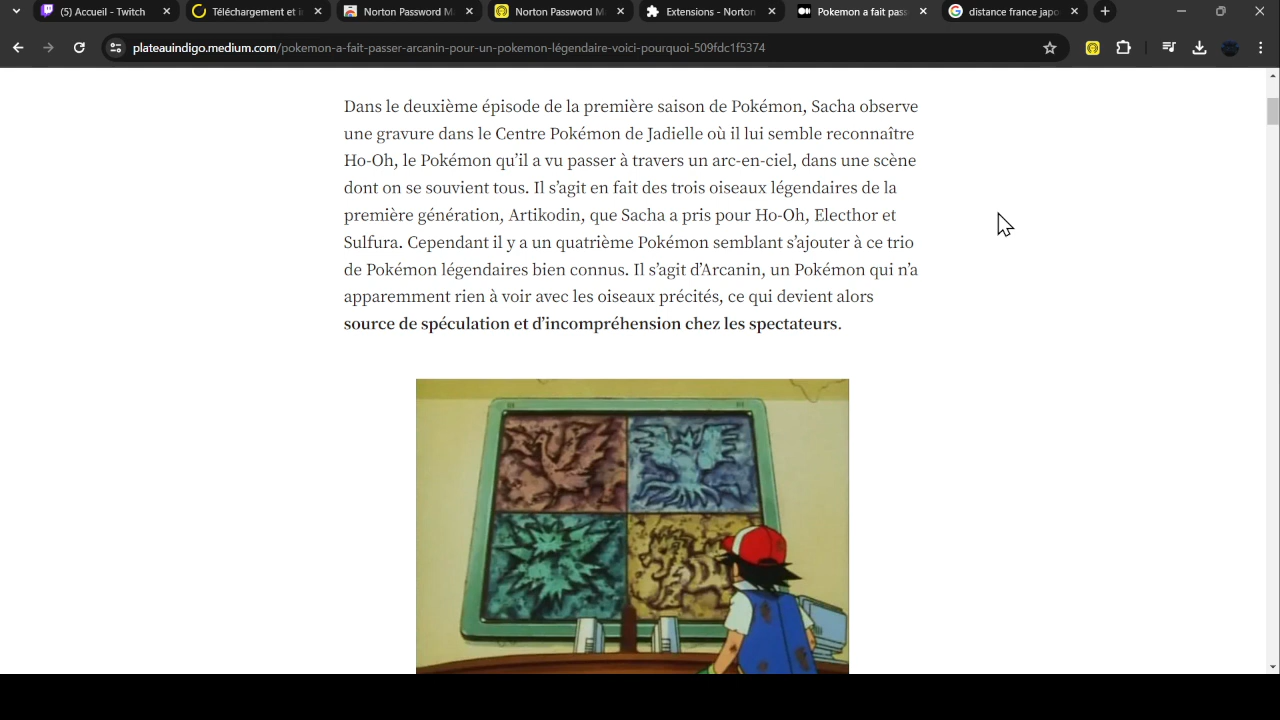 (5) Accueil - Twitch
Téléchargement et i
Norton Password M
Norton Password M
Extensions - Norton
Pokemon a fait pass
distance france japo
plateauindigo.medium.com/pokemon-a-fait-passer-arcanin-pour-un-pokemon-légendaire-voici-pourquoi-509fdc1f5374
Dans le deuxième épisode de la première saison de Pokémon, Sacha observe
une gravure dans le Centre Pokémon de Jadielle où il lui semble reconnaître
Ho-Oh, le Pokémon qu’il a vu passer à travers un arc-en-ciel, dans une scène
dont on se souvient tous. Il s’agit en fait des trois oiseaux légendaires de la
première génération, Artikodin, que Sacha a pris pour Ho-Oh, Electhor et
Sulfura. Cependant il y a un quatrième Pokémon semblant s’ajouter à ce trio
de Pokémon légendaires bien connus. Il s’agit d’Arcanin, un Pokémon qui n’a
apparemment rien à voir avec les oiseaux précités, ce qui devient alors
source de spéculation et d’incompréhension chez les spectateurs.